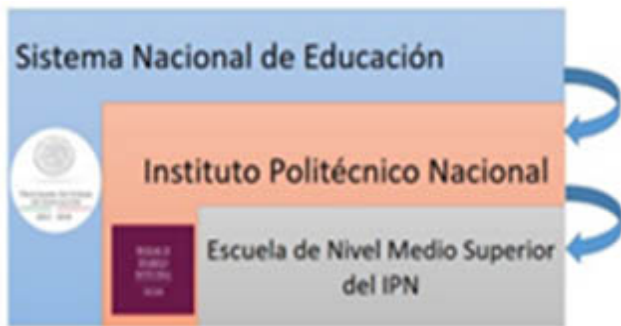 Sistema Nacional de Educación
Instituto Politécnico Nacional
Escuela de Nivel Medio Superior
del IPN